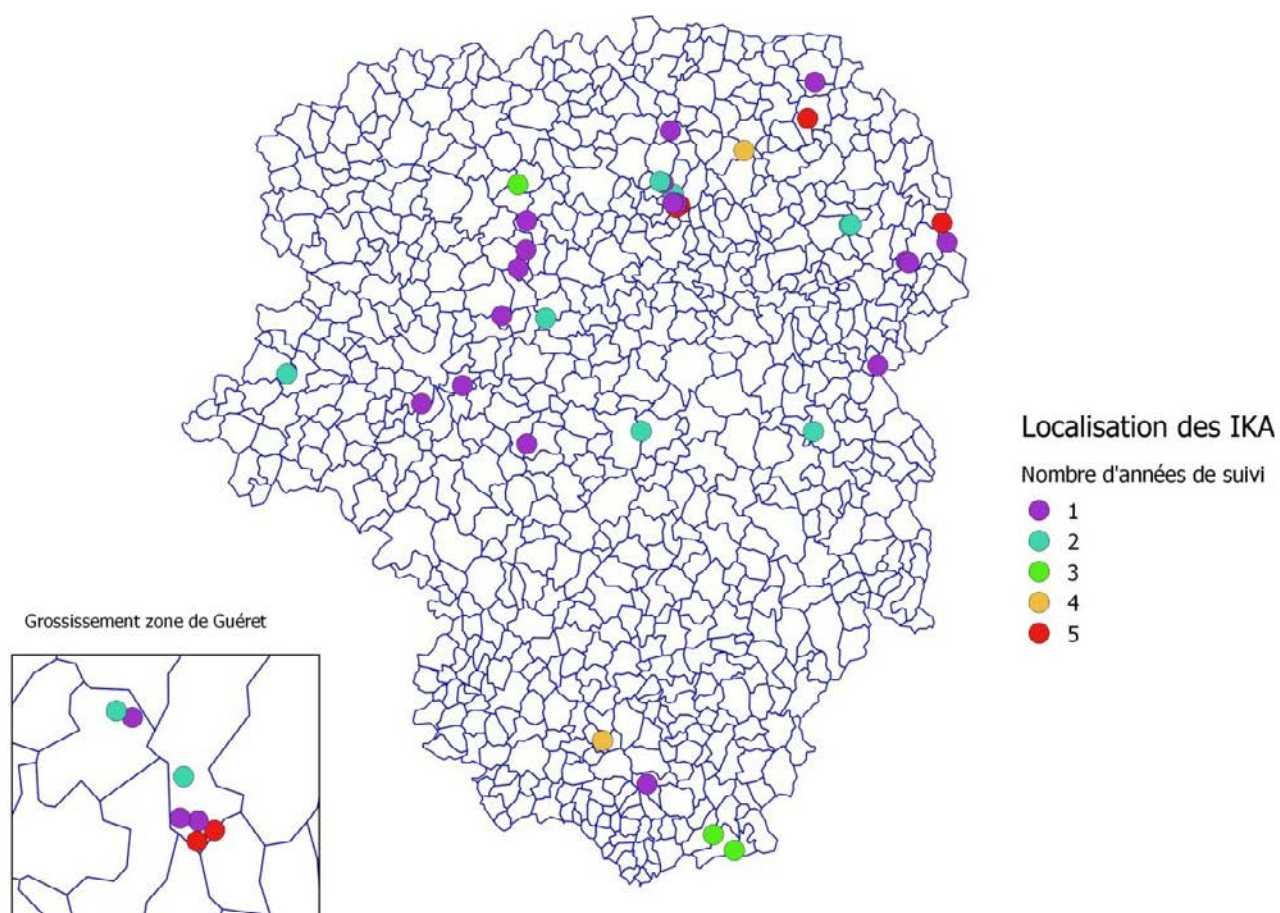 Localisation des IKA
Nombre d'années de suivi
1
2
3
4
5
Grossissement zone de Guéret